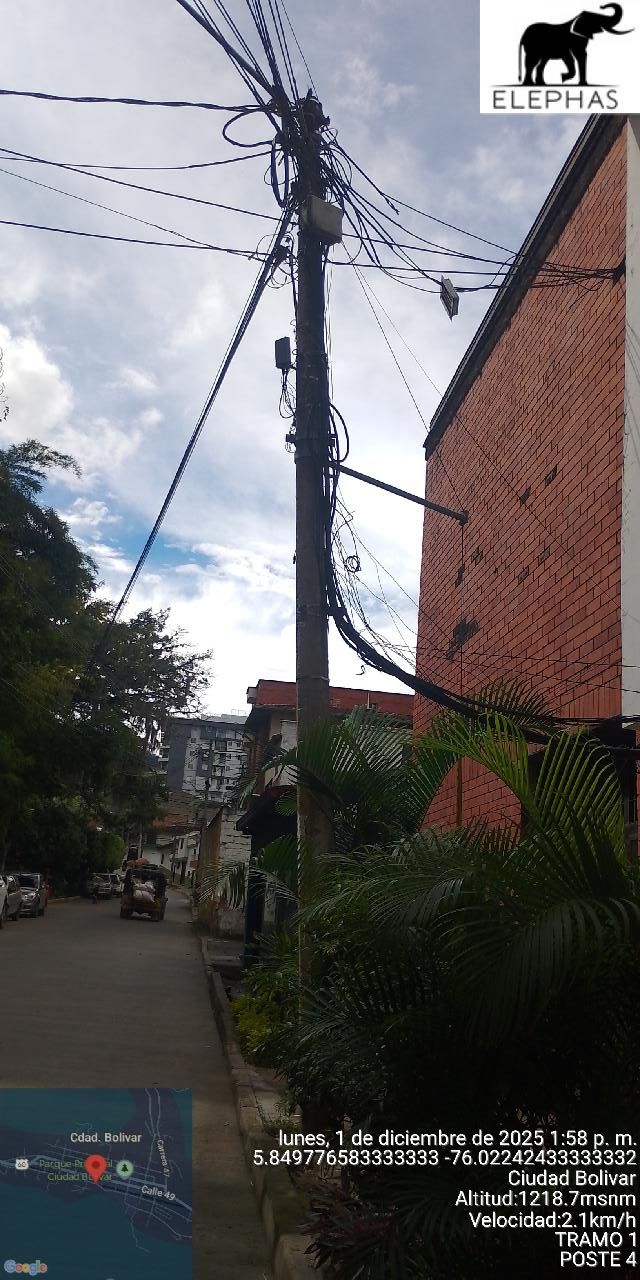 ELEPHAS
Cdad. Bolivar
60
Calle 49
Google
lunes, 1 de diciembre de 2025 1:58 p. m.
5.849776583333333 -76.02242433333332
Ciudad Bolivar
Altitud:1218.7msnm
Velocidad:2.1km/h
TRAMO 1
POSTE 4